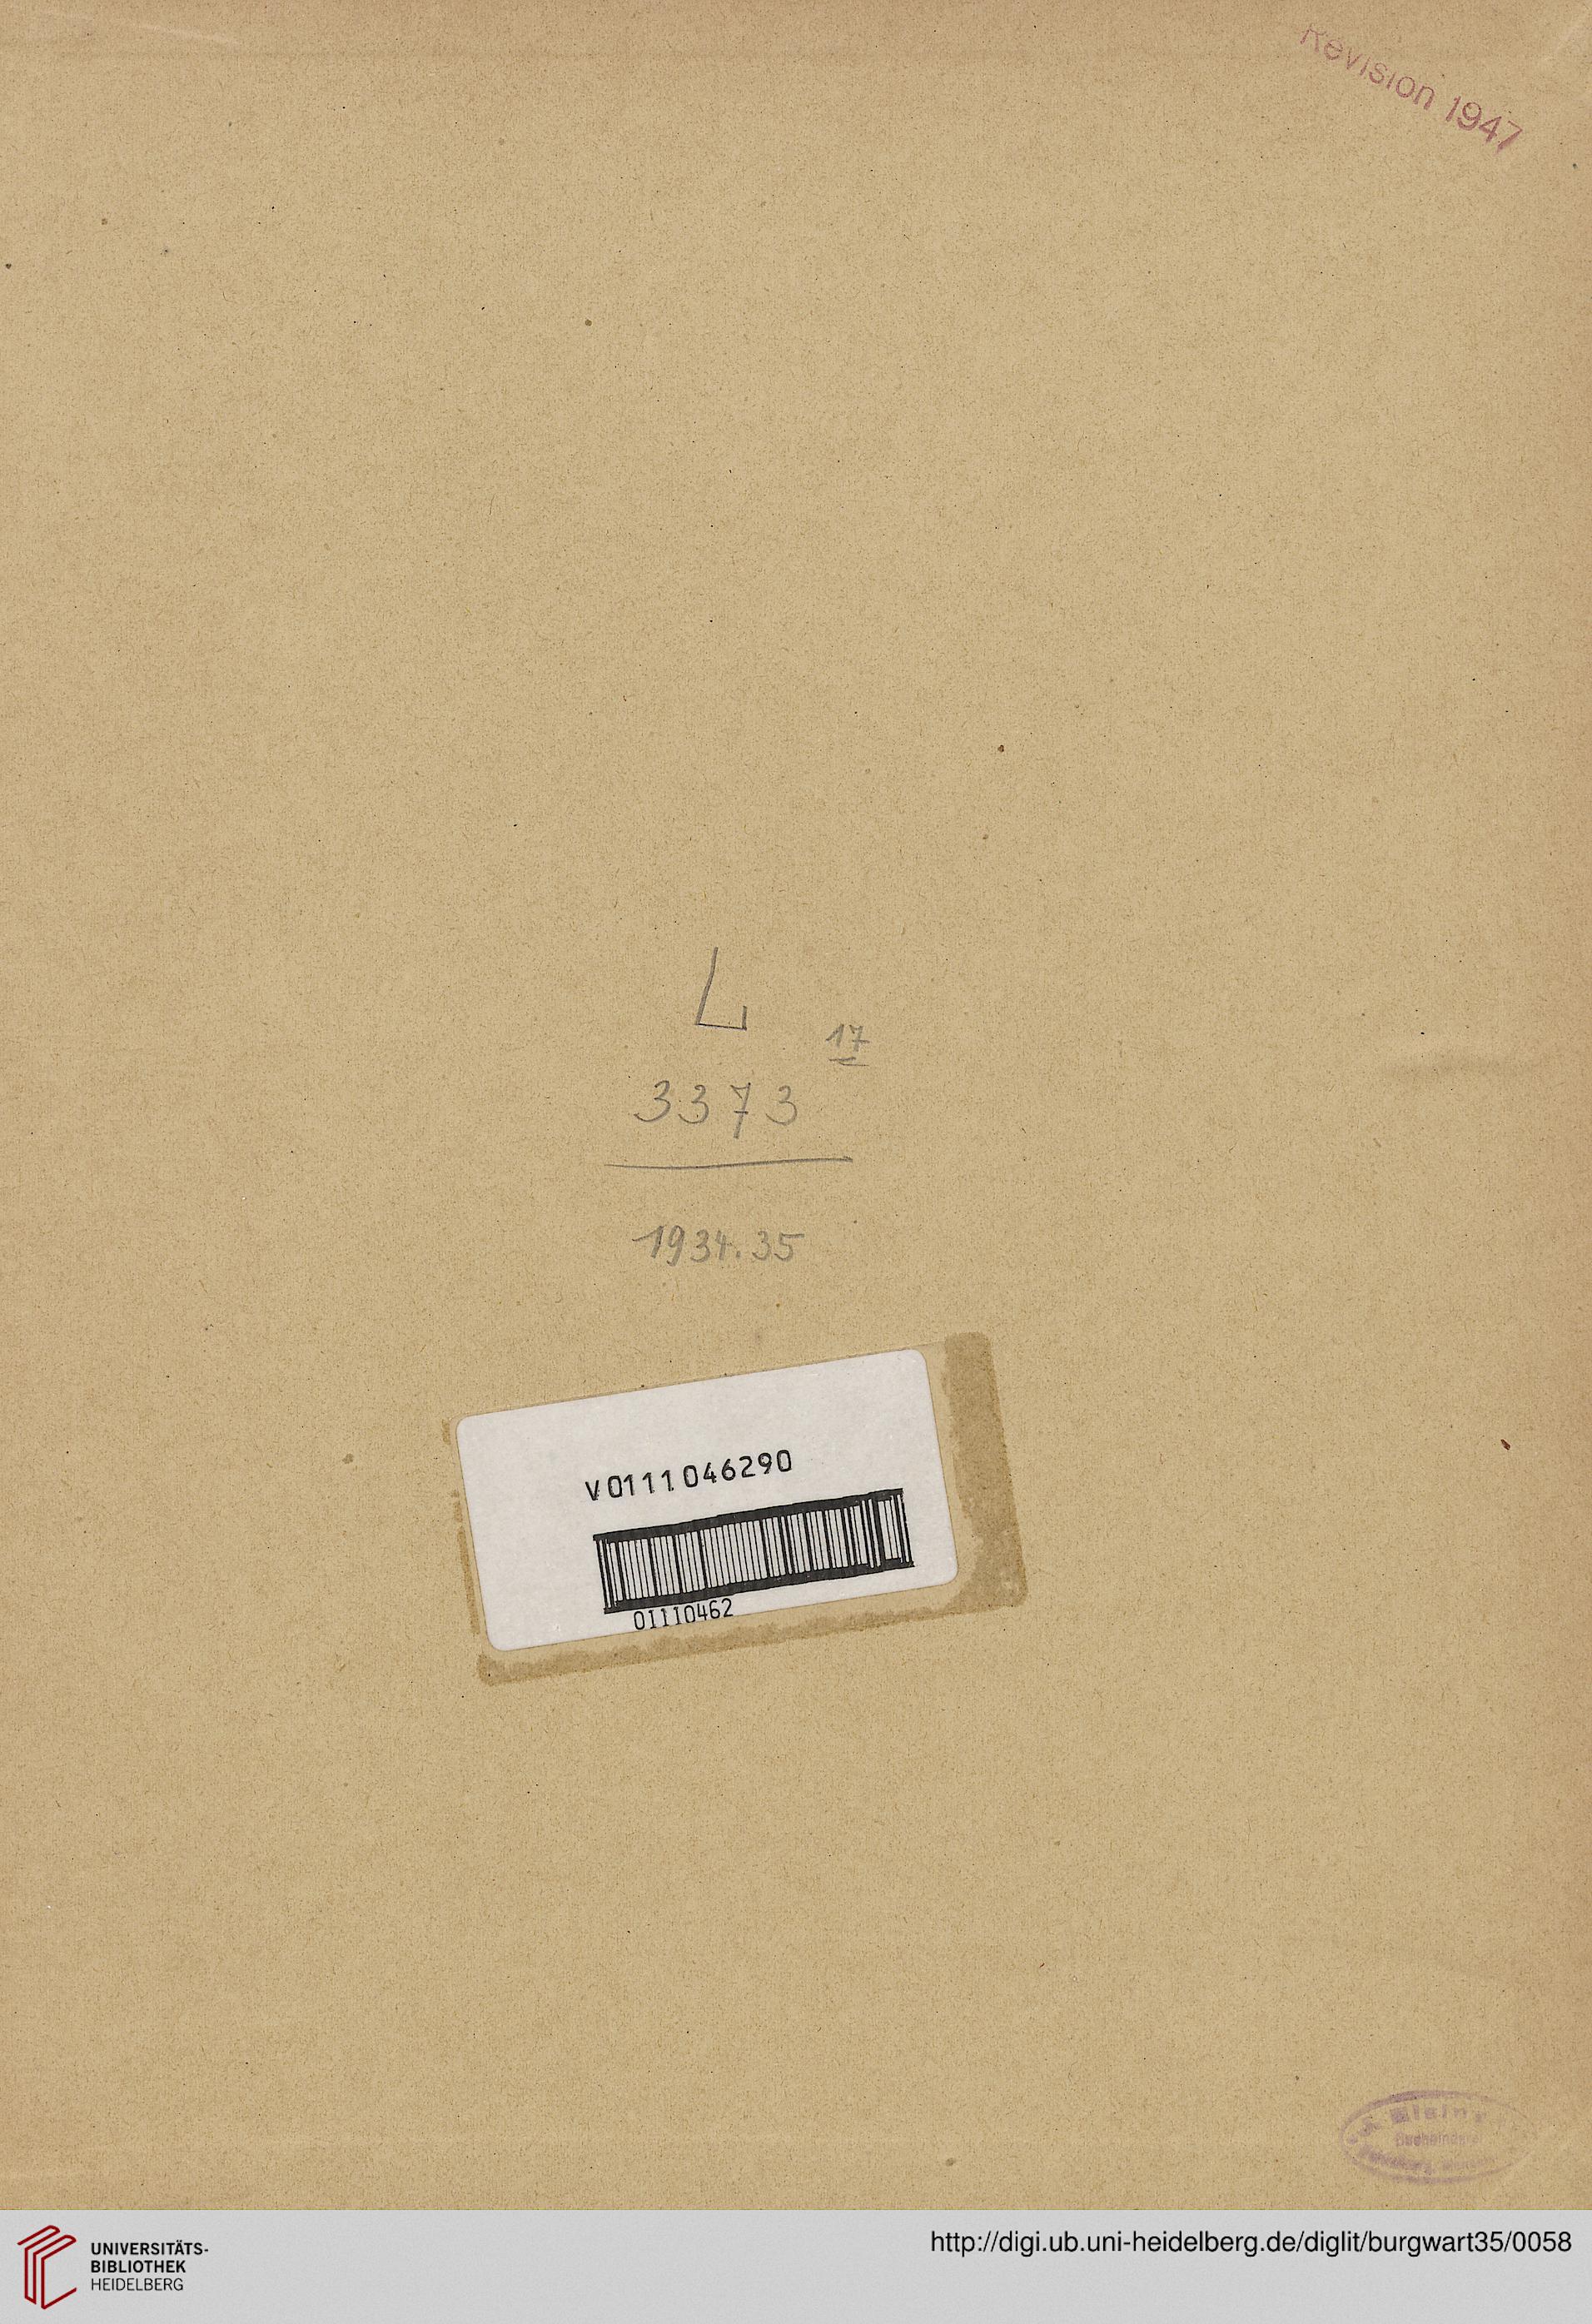 Revision 1947
L
17
3373
1934.35
V0111046290
01110462
UNIVERSITÄTS-
BIBLIOTHEK
HEIDELBERG
http://digi.ub.uni-heidelberg.de/diglit/burgwart35/0058